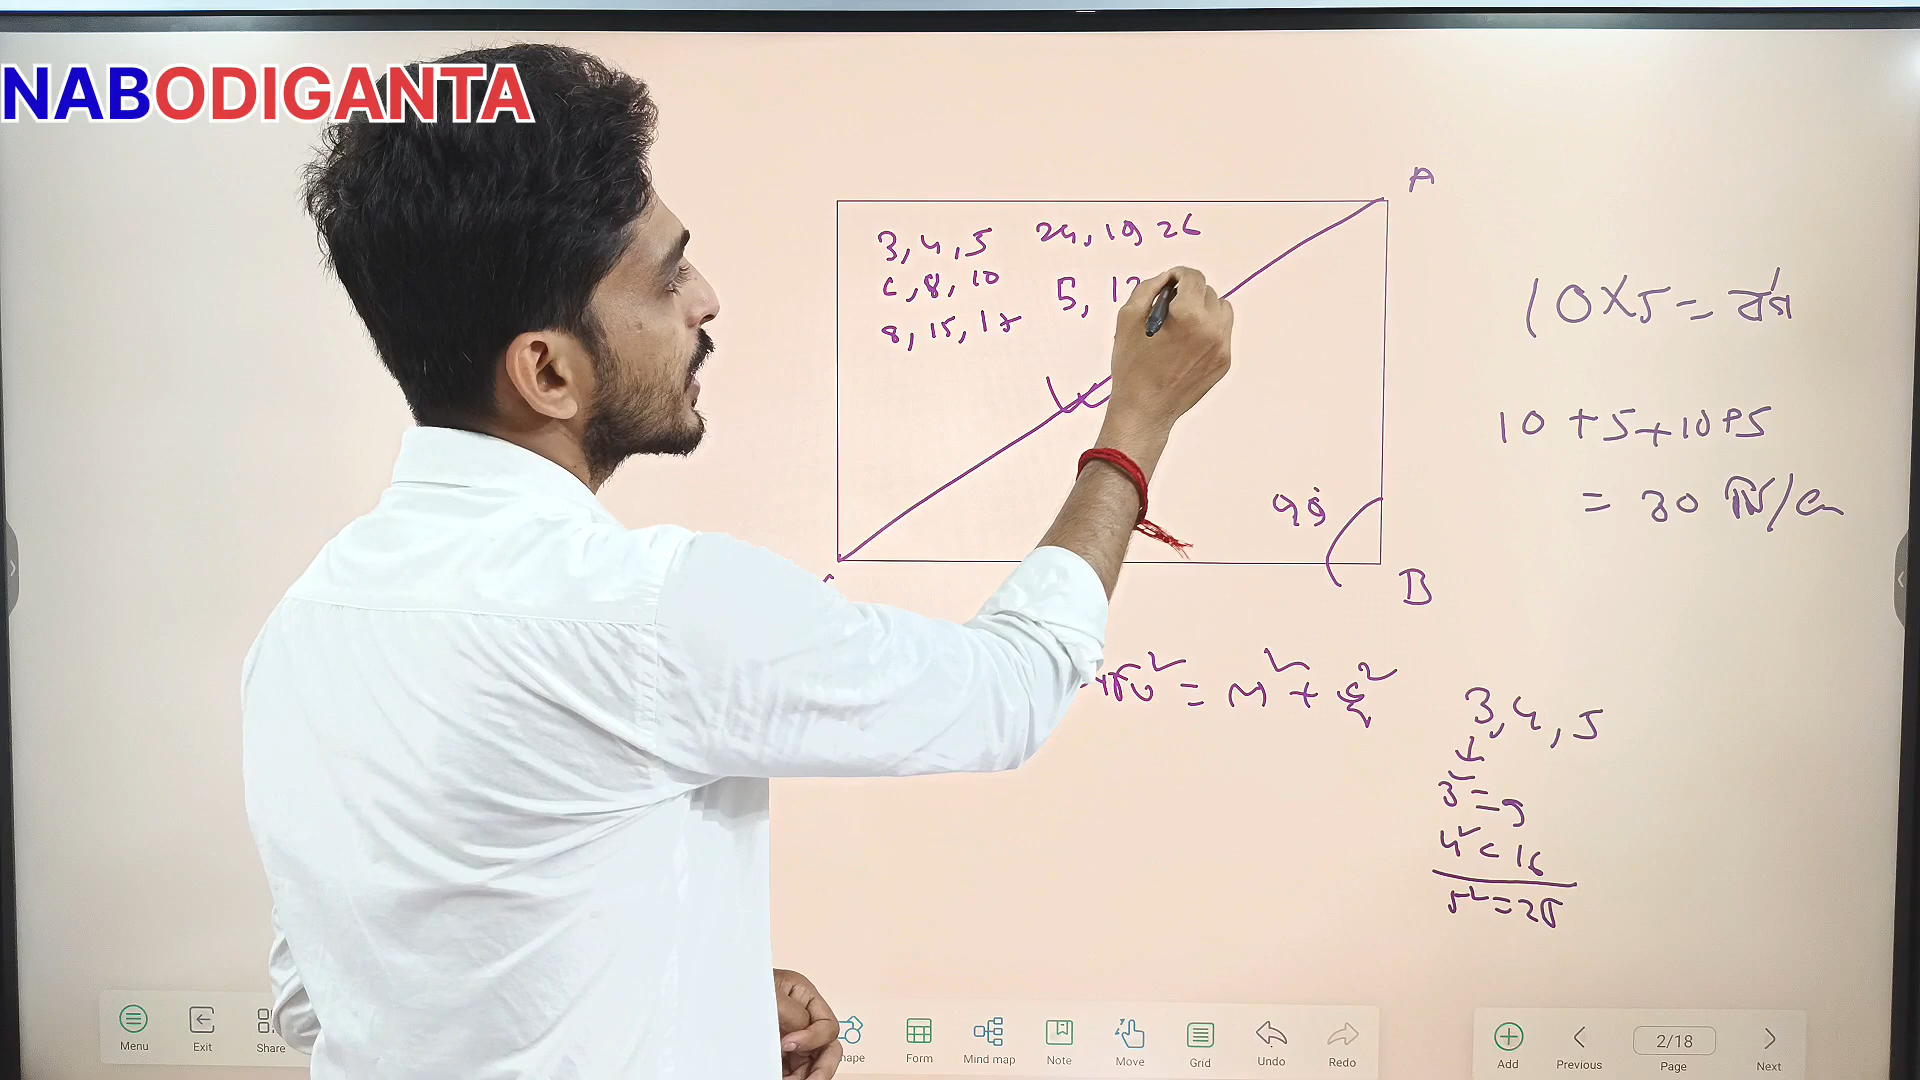 NABODIGANTA
A
3, 4, 5
24, 10 26
6, 8, 10
5, 12
8, 15, 17
10X5 = বর্গ
10 + 5 + 10 + 5
= 30
90°
B
3, 4, 5
3² = 9
4² = 16
5² = 25
Menu
Exit
Share
Form
Mind map
Note
Move
Grid
Undo
Redo
Add
Previous
2/18
Page
Next